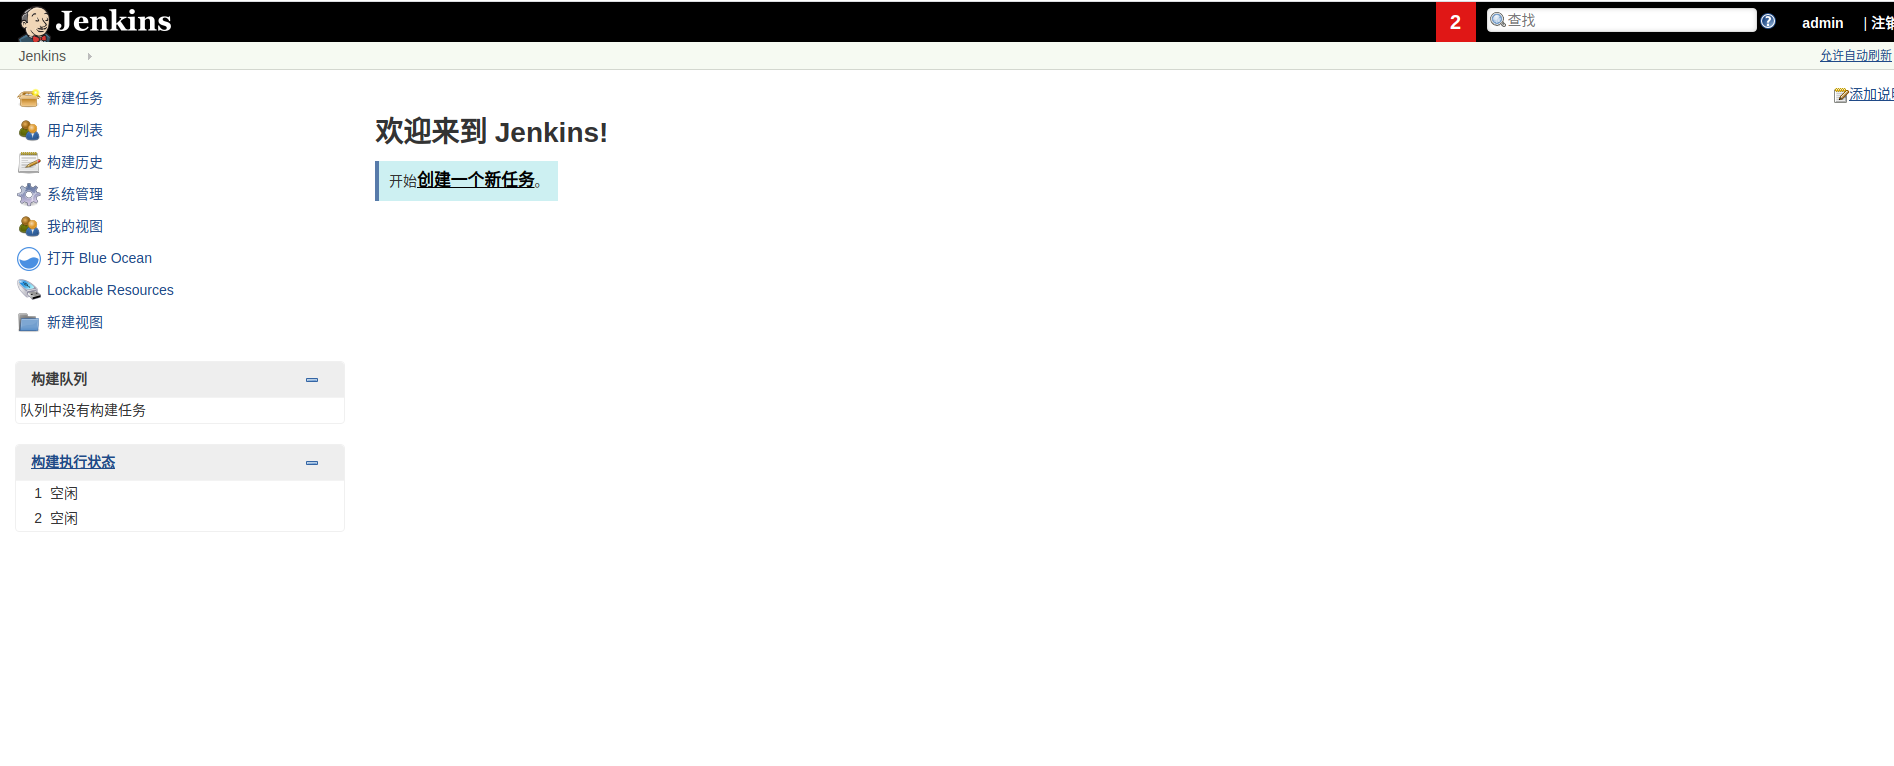 Jenkins
2
查找
?
admin
| 注销
Jenkins
允许自动刷新
新建任务
用户列表
构建历史
系统管理
我的视图
打开 Blue Ocean
Lockable Resources
新建视图
添加说明
欢迎来到 Jenkins!
开始创建一个新任务。
构建队列
队列中没有构建任务
构建执行状态
1 空闲
2 空闲